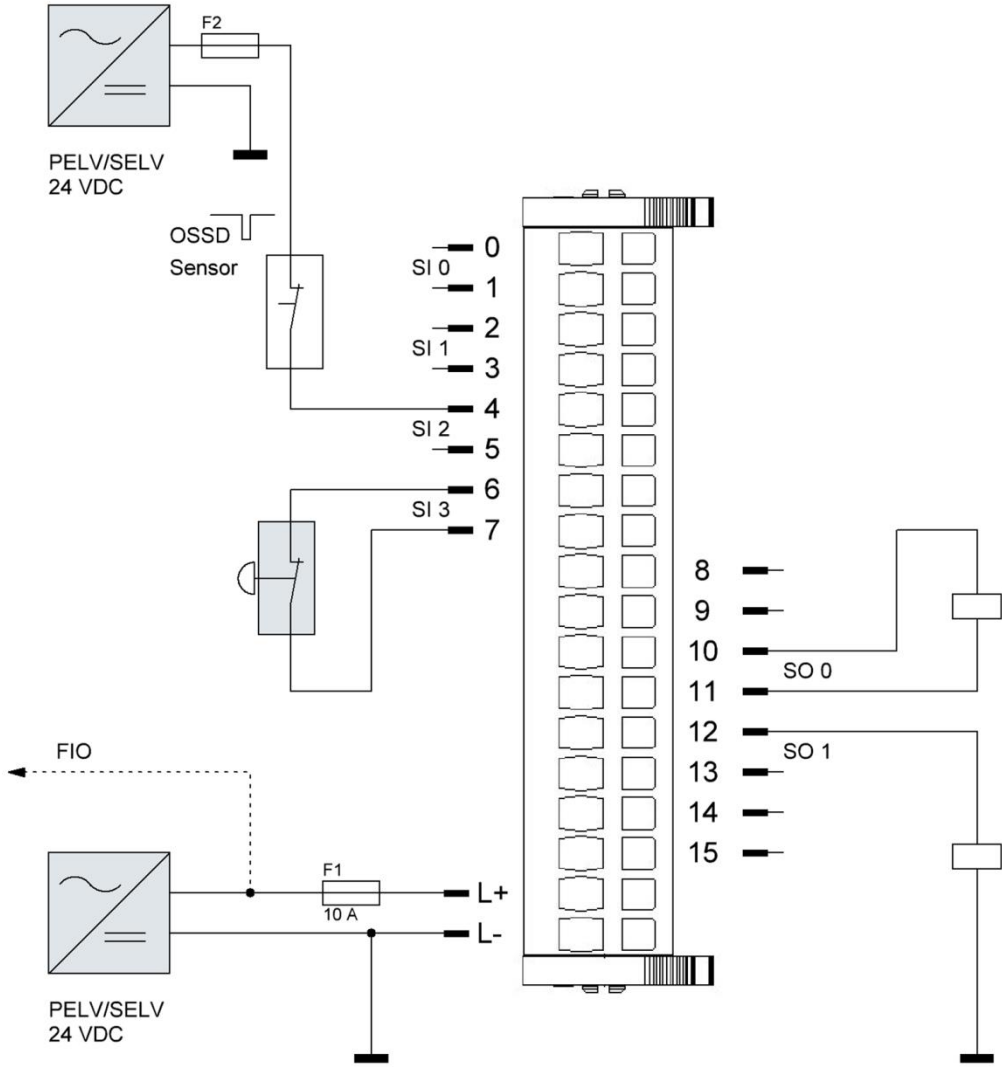 F2
PELV/SELV
24 VDC
OSSD
Sensor
0
SI 0
1
2
SI 1
3
4
SI 2
5
6
SI 3
7
8
9
10
SO 0
11
12
SO 1
13
14
15
FIO
F1
10 A
L+
L-
PELV/SELV
24 VDC